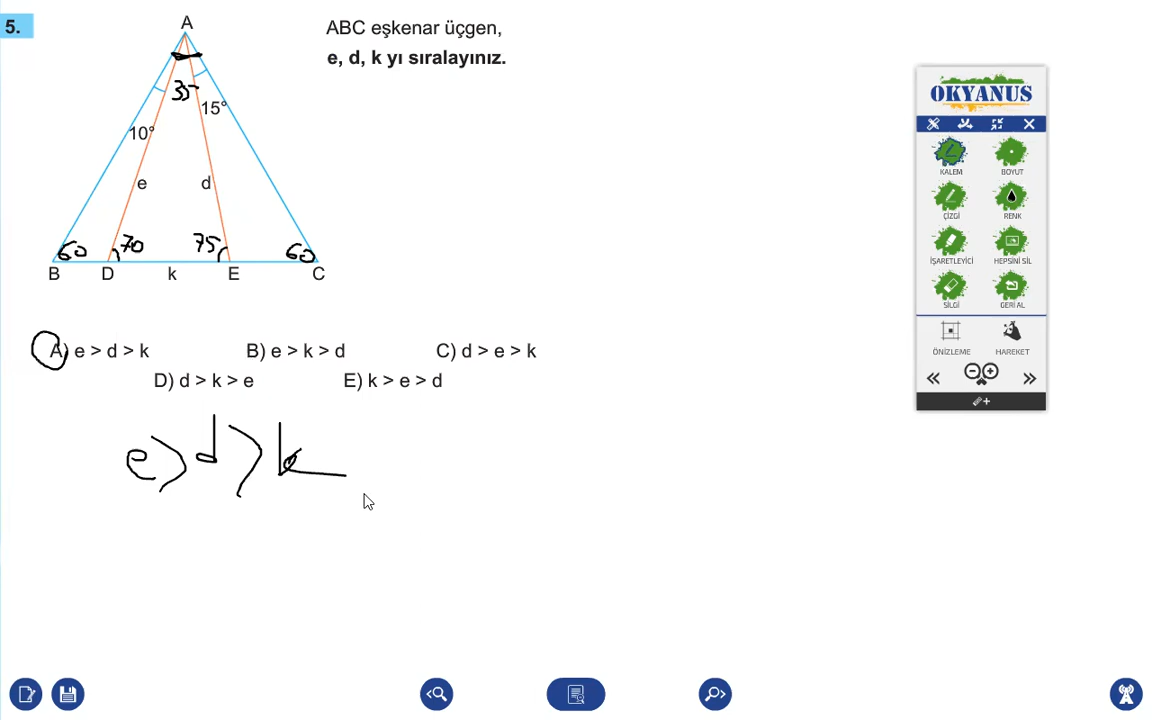 5.
ABC eşkenar üçgen,
e, d, k yı sıralayınız.
A
35
15°
10°
e
d
60
70
75
60
B
D
k
E
C
A) e > d > k
B) e > k > d
C) d > e > k
D) d > k > e
E) k > e > d
e > d > k
OKYANUS
KALEM
BOYUT
ÇİZGİ
RENK
İŞARETLEYİCİ
HEPSİNİ SİL
SİLGİ
GERİ AL
ÖNİZLEME
HAREKET